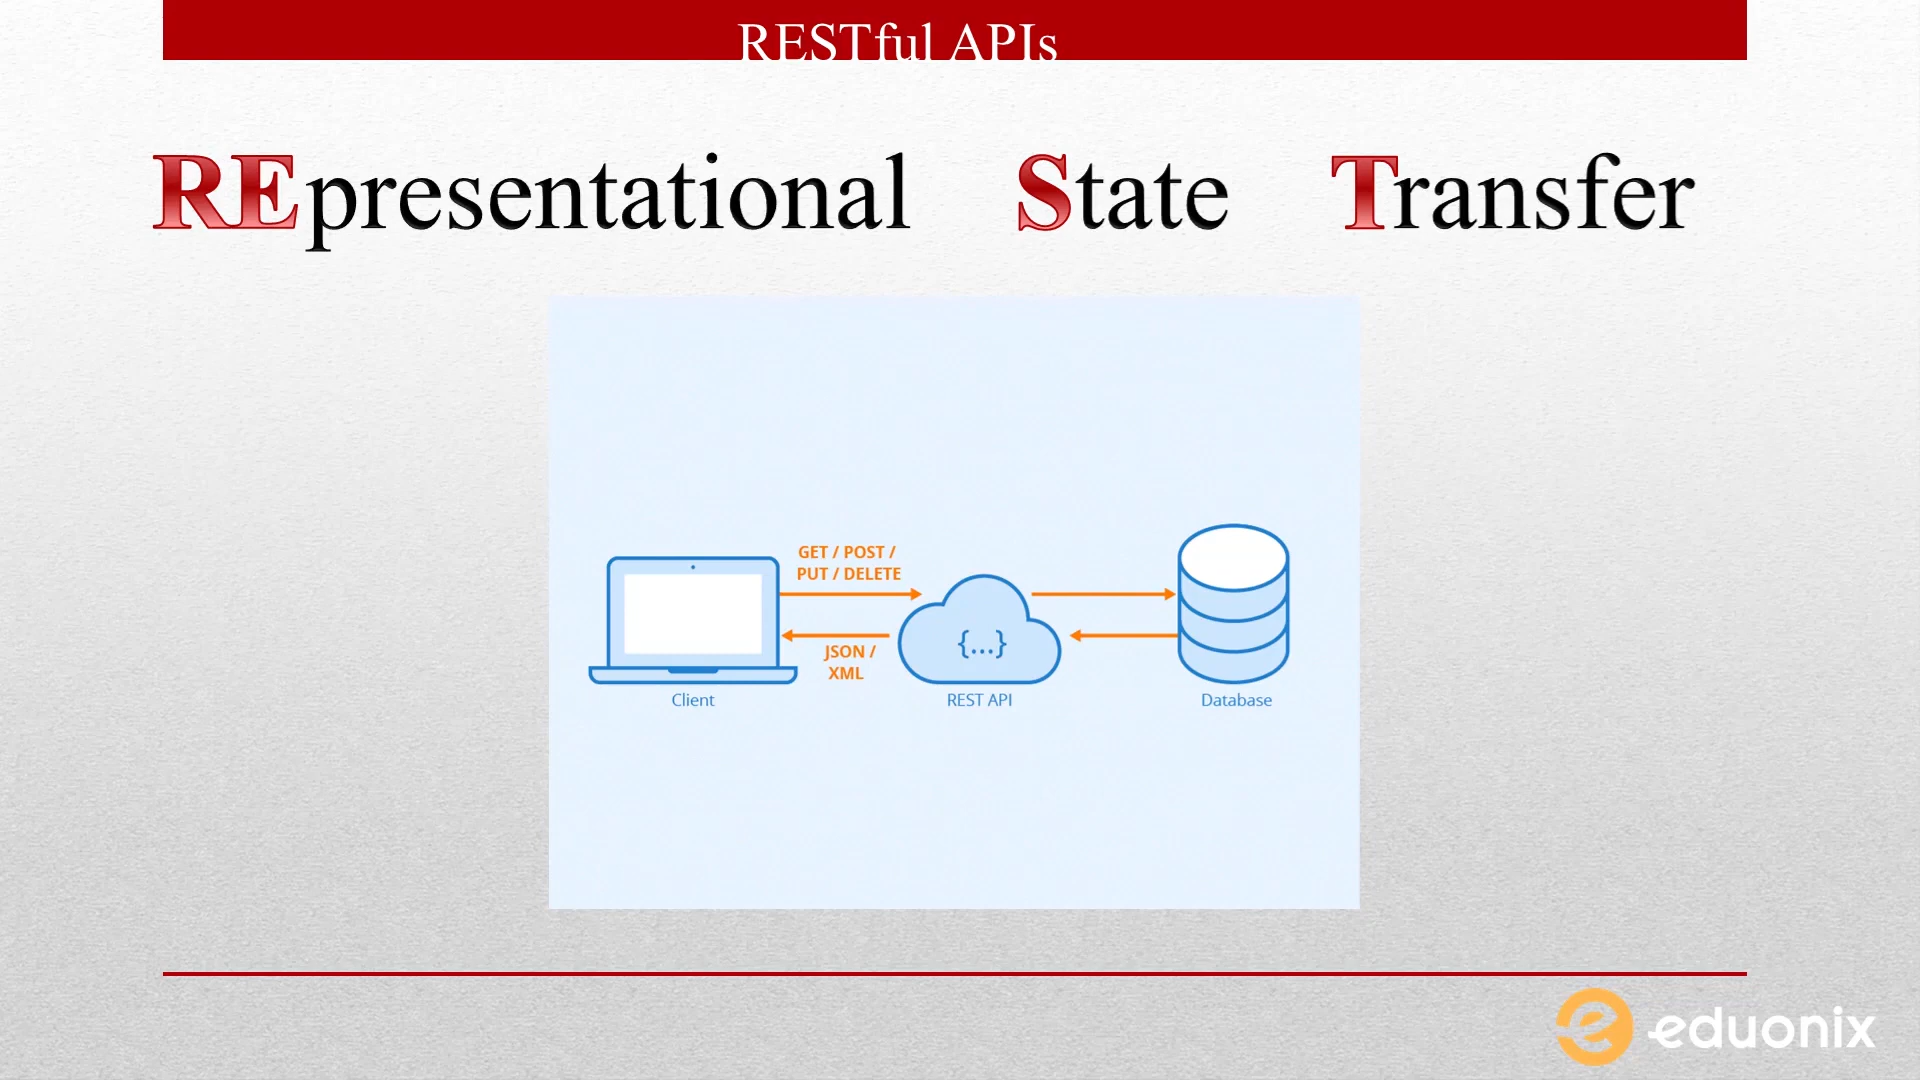 RESTful APIs
REpresentational State Transfer
GET / POST /
PUT / DELETE
{...}
JSON /
XML
Client
REST API
Database
eduonix